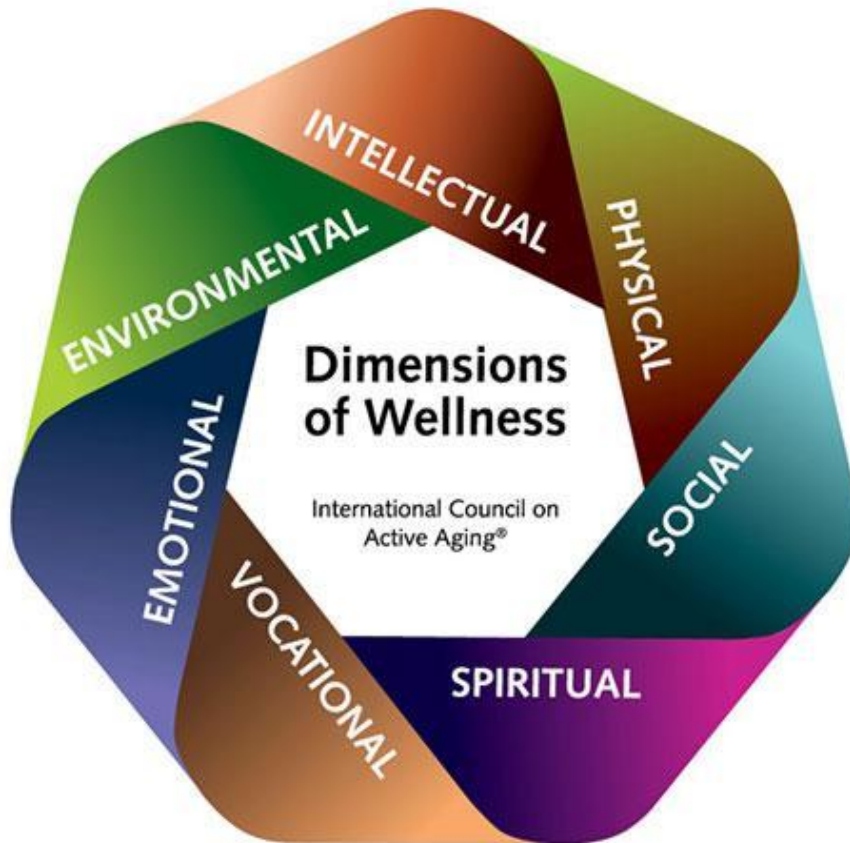 INTELLECTUAL
PHYSICAL
SOCIAL
SPIRITUAL
VOCATIONAL
EMOTIONAL
ENVIRONMENTAL
Dimensions
of Wellness
International Council on
Active Aging®